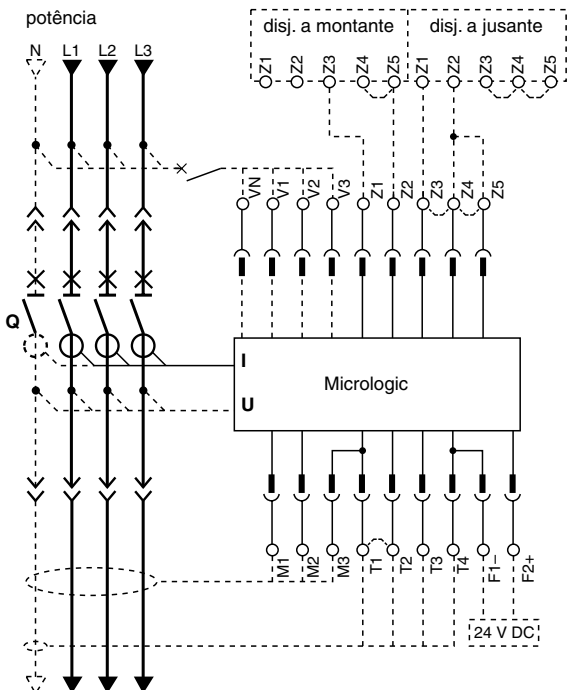 potência
disj. a montante
disj. a jusante
N L1 L2 L3
Z1 Z2 Z3 Z4 Z5 Z1 Z2 Z3 Z4 Z5
VN V1 V2 V3 Z1 Z2 Z3 Z4 Z5
Q
I
Micrologic
U
M1 M2 M3 T1 T2 T3 T4 F1– F2+
24 V DC